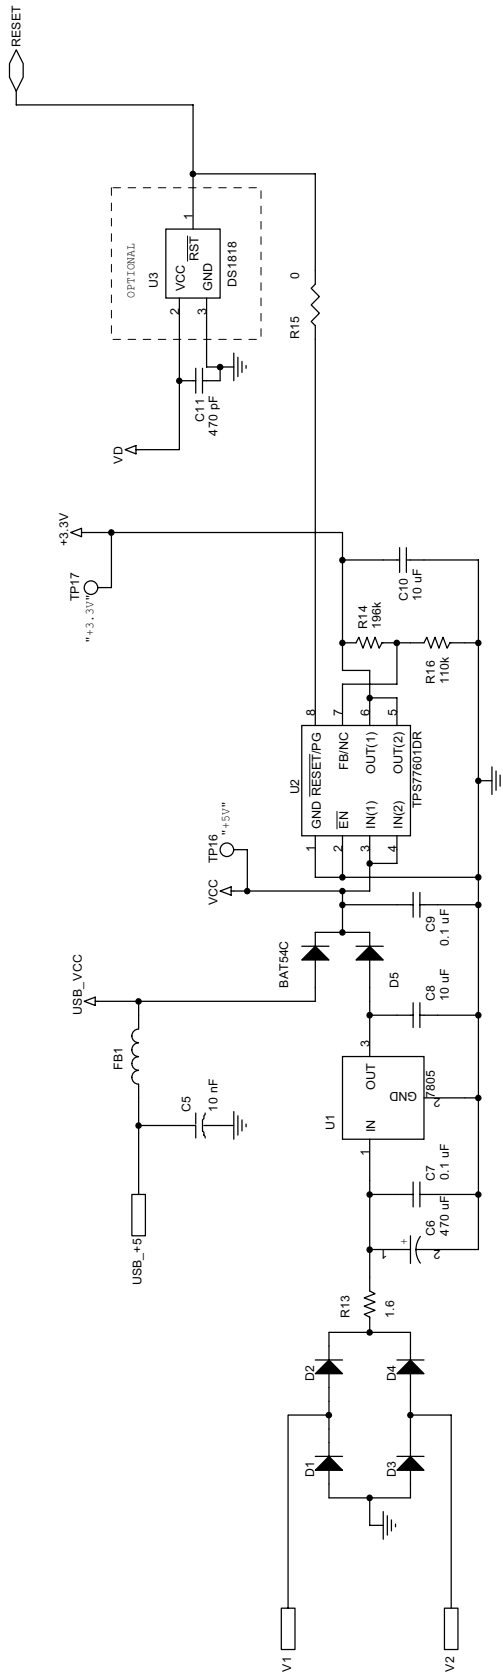 V1
V2
D1
D2
D3
D4
R13
1.6
USB_+5
C5
10 nF
FB1
USB_VCC
1
+
2
C6
470 uF
C7
0.1 uF
U1
1
IN
OUT
3
GND
2
7805
C8
10 uF
BAT54C
D5
C9
0.1 uF
VCC
TP16
"+5V"
U2
1
GND
RESET/PG
8
2
EN
FB/NC
7
3
IN(1)
OUT(1)
6
4
IN(2)
OUT(2)
5
TPS77601DR
R14
196k
R16
110k
C10
10 uF
TP17
"+3.3V"
+3.3V
VD
C11
470 pF
R15
0
OPTIONAL
U3
2
VCC
RST
1
3
GND
DS1818
RESET